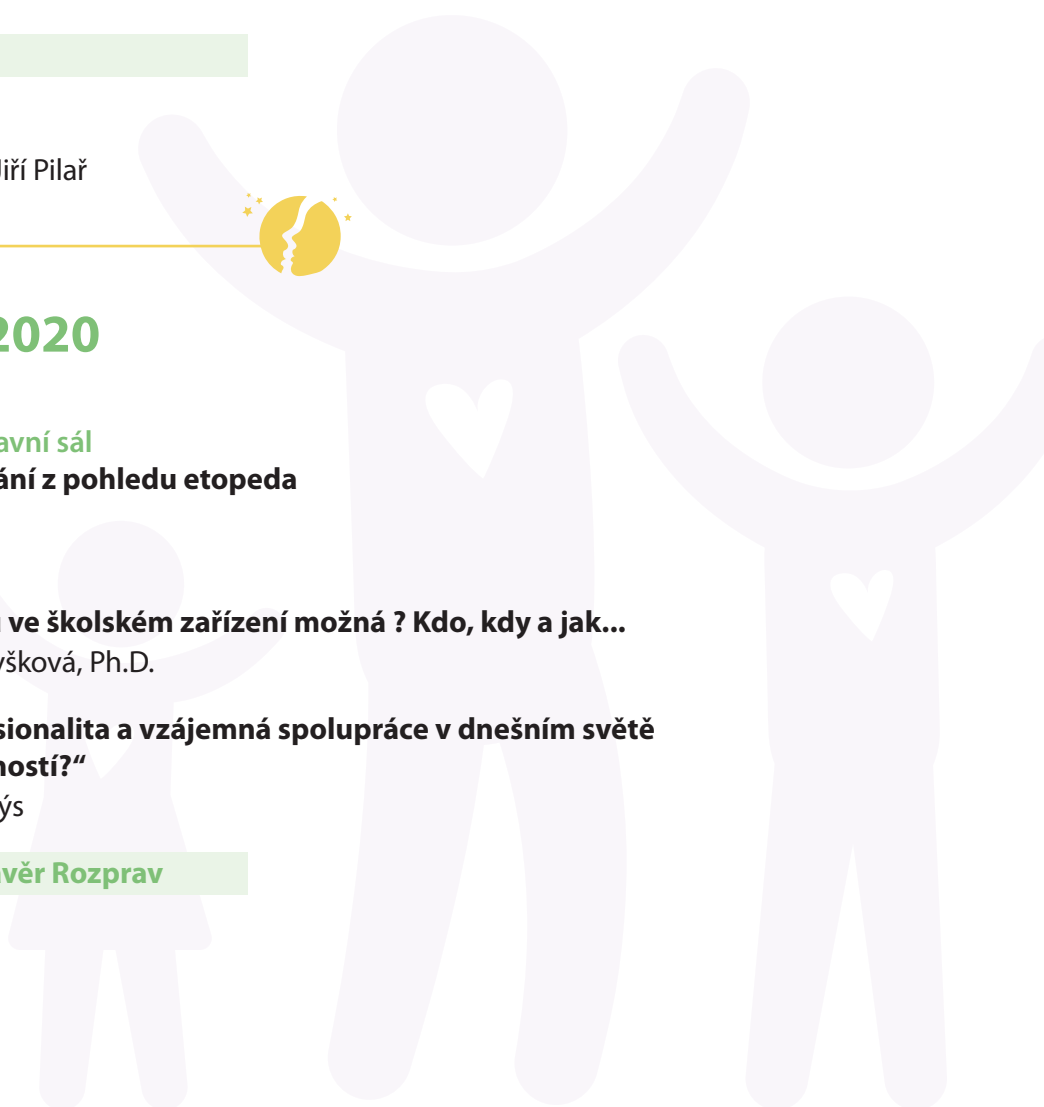 Jiří Pilař
2020
avní sál
ání z pohledu etopeda
ve školském zařízení možná ? Kdo, kdy a jak...
yšková, Ph.D.
sionalita a vzájemná spolupráce v dnešním světě
ností?“
ýs
věr Rozprav